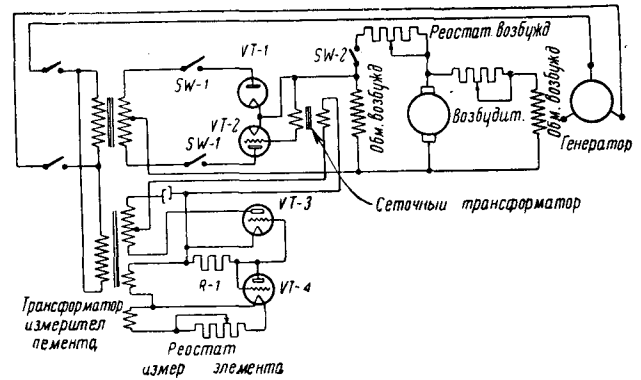 Реостат возбужд
VT-1
SW-2
SW-1
VT-2
Обм. возбужд
Возбудит.
Обм. возбужд
Генератор
SW-1
Сеточный трансформатор
VT-3
R-1
VT-4
Трансформатор
измерител
пемента
Реостат
измер элемента